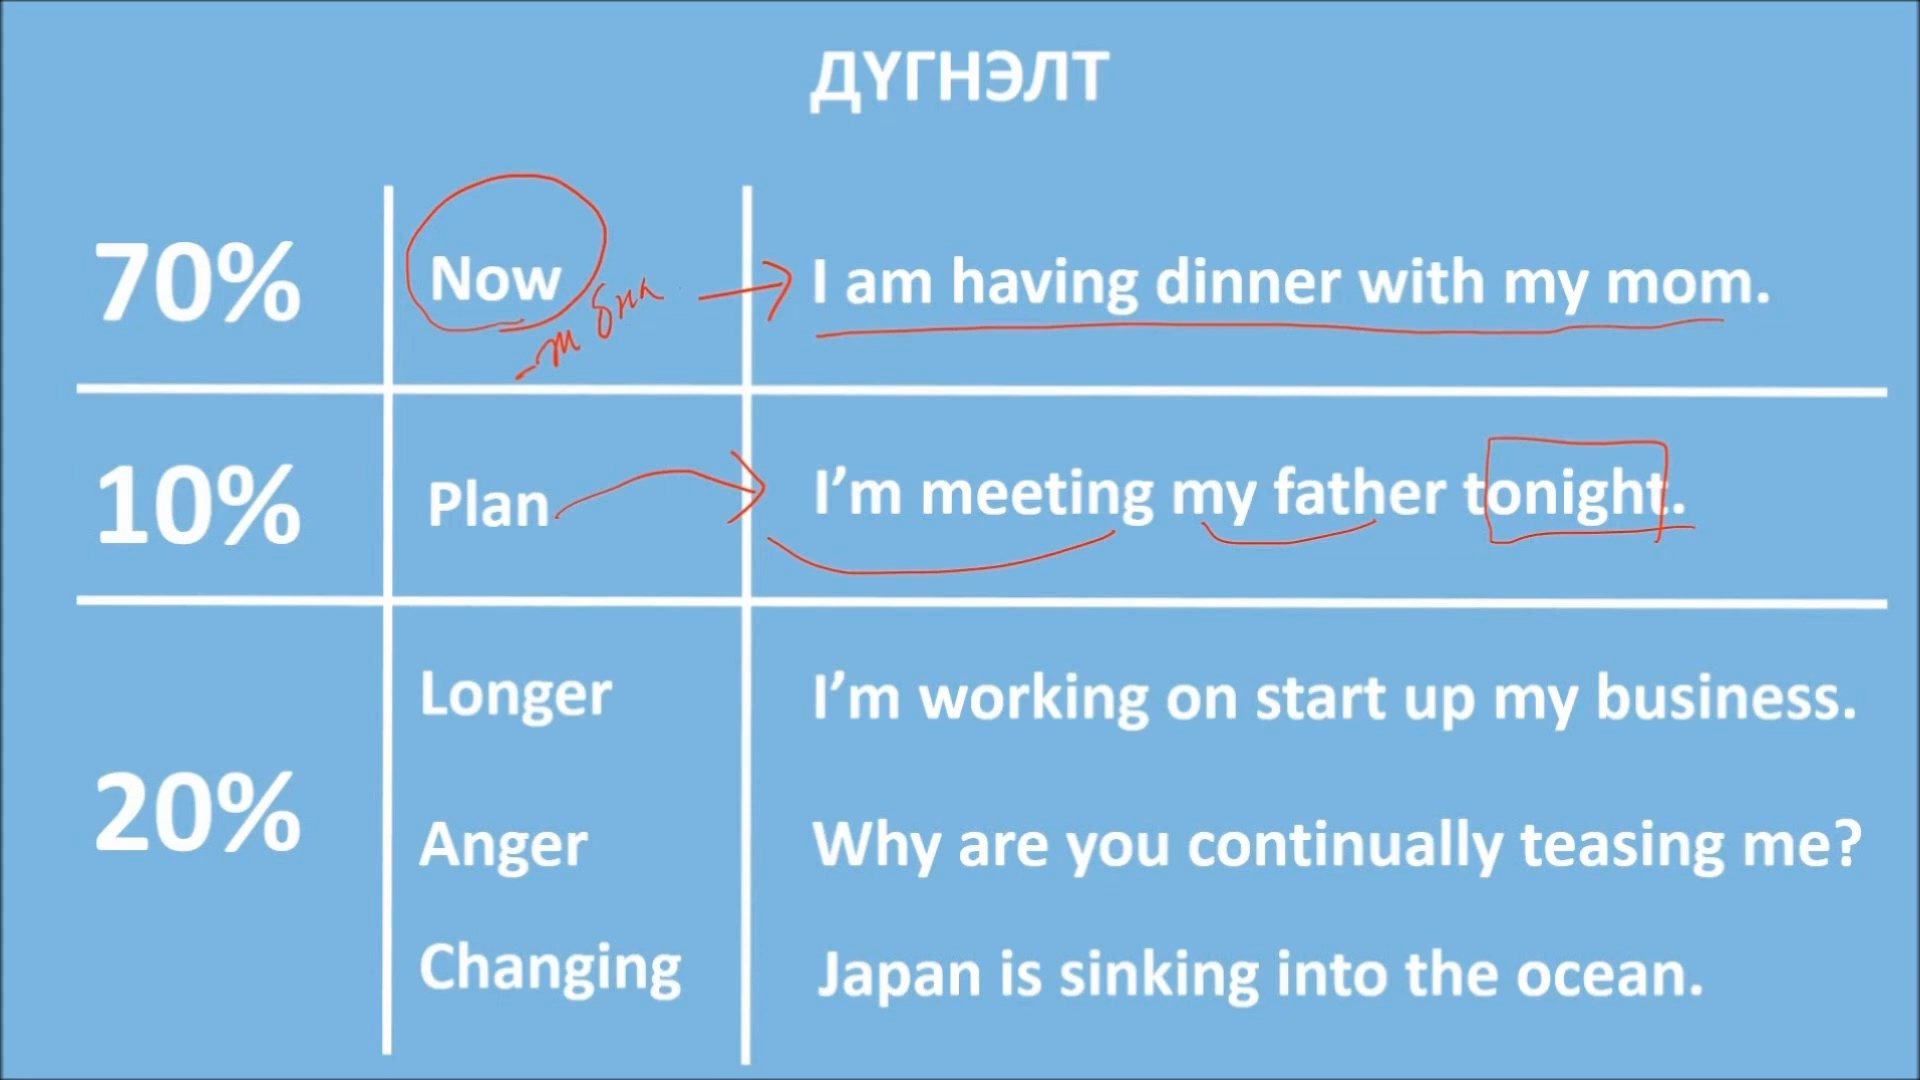 ДҮГНЭЛТ
70% Now I am having dinner with my mom.
10% Plan I'm meeting my father tonight.
Longer I'm working on start up my business.
20%
Anger Why are you continually teasing me?
Changing Japan is sinking into the ocean.